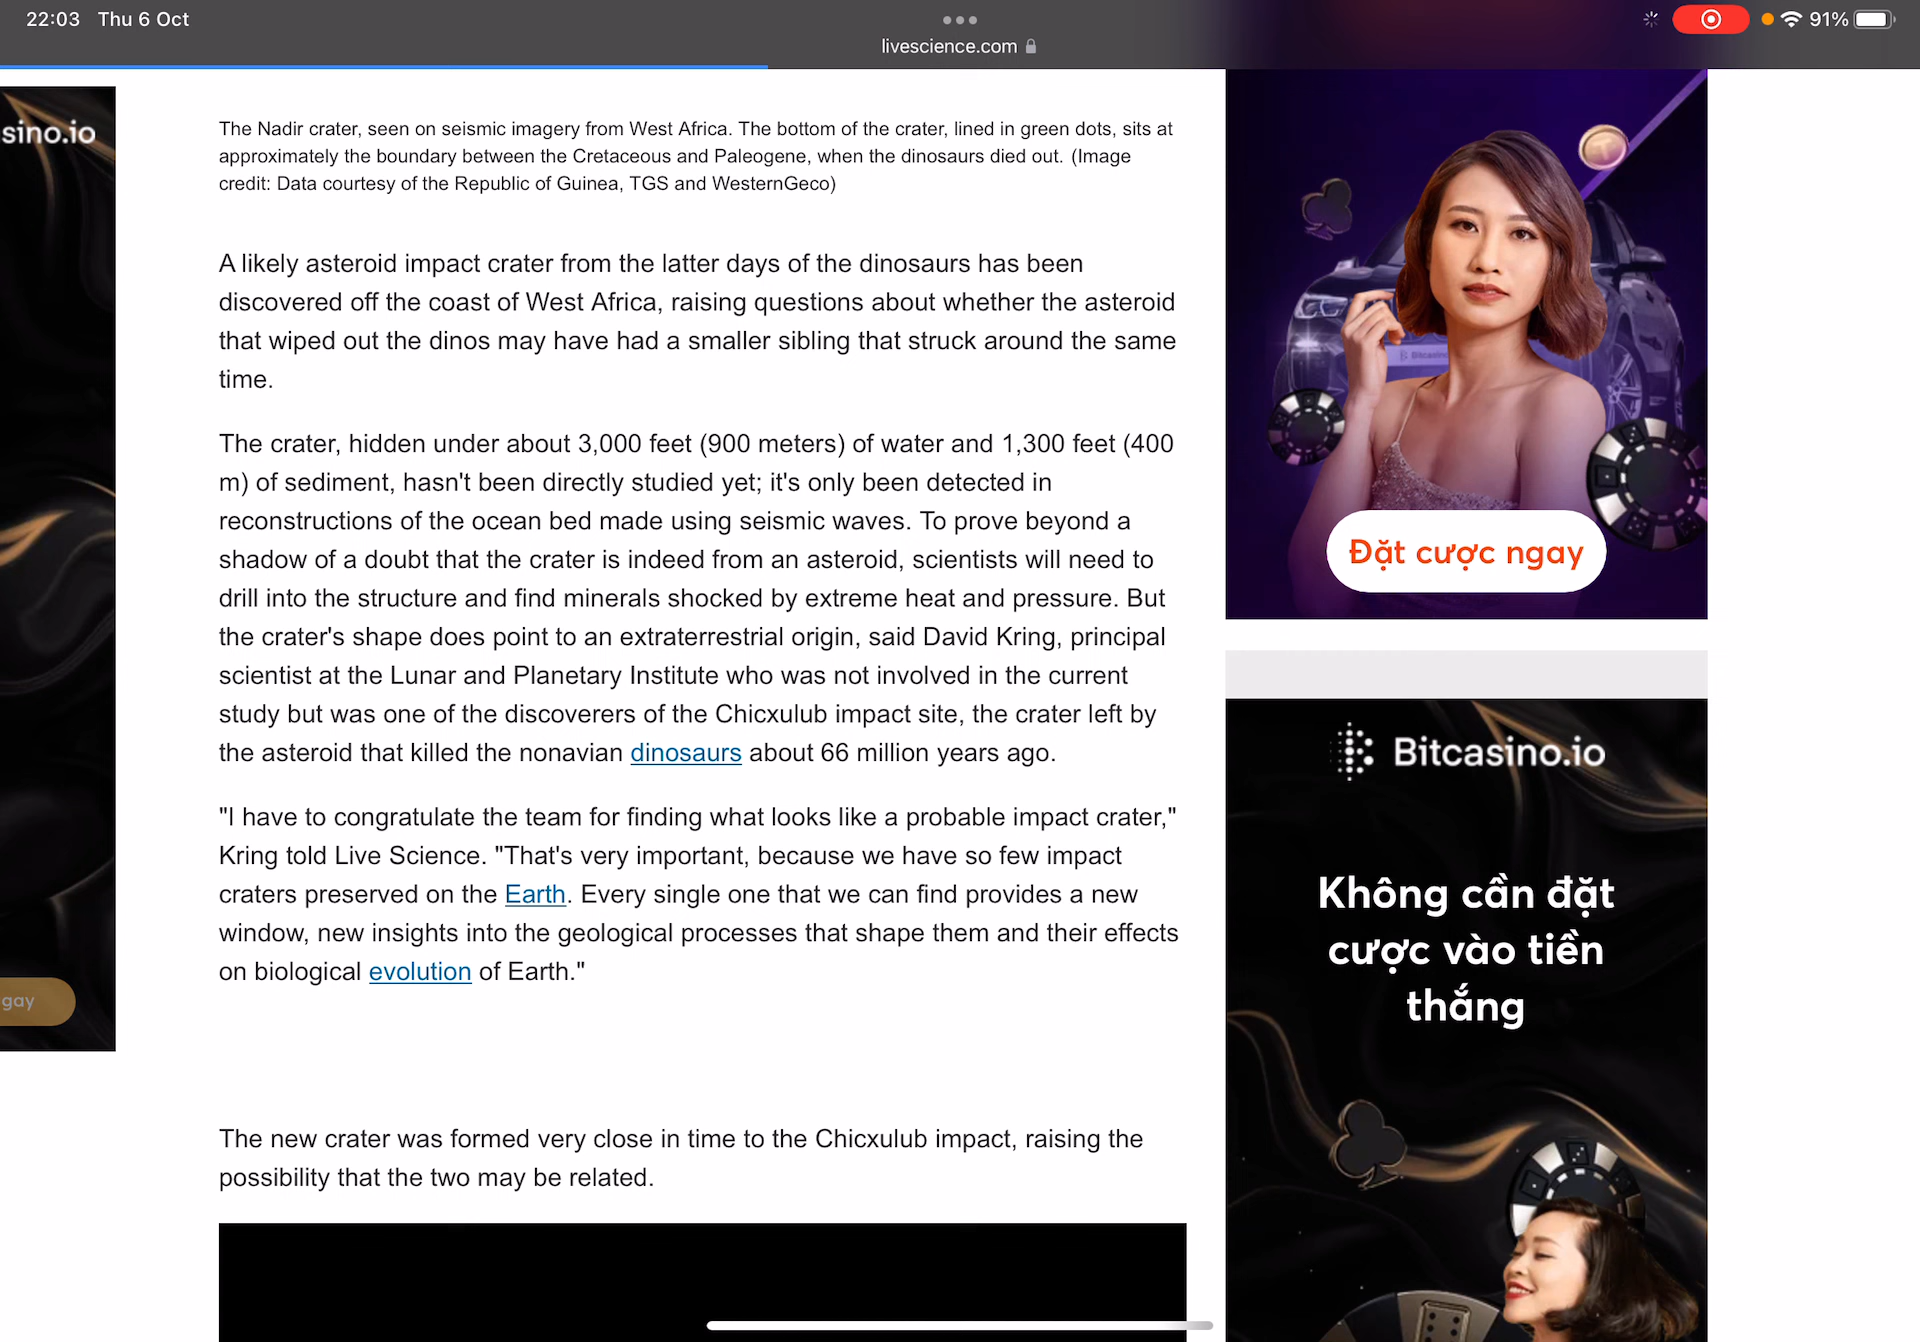 22:03 Thu 6 Oct
91%
livescience.com
sino.io
The Nadir crater, seen on seismic imagery from West Africa. The bottom of the crater, lined in green dots, sits at
approximately the boundary between the Cretaceous and Paleogene, when the dinosaurs died out. (Image
credit: Data courtesy of the Republic of Guinea, TGS and WesternGeco)
A likely asteroid impact crater from the latter days of the dinosaurs has been
discovered off the coast of West Africa, raising questions about whether the asteroid
that wiped out the dinos may have had a smaller sibling that struck around the same
time.
The crater, hidden under about 3,000 feet (900 meters) of water and 1,300 feet (400
m) of sediment, hasn't been directly studied yet; it's only been detected in
reconstructions of the ocean bed made using seismic waves. To prove beyond a
shadow of a doubt that the crater is indeed from an asteroid, scientists will need to
drill into the structure and find minerals shocked by extreme heat and pressure. But
the crater's shape does point to an extraterrestrial origin, said David Kring, principal
scientist at the Lunar and Planetary Institute who was not involved in the current
study but was one of the discoverers of the Chicxulub impact site, the crater left by
the asteroid that killed the nonavian dinosaurs about 66 million years ago.
"I have to congratulate the team for finding what looks like a probable impact crater,"
Kring told Live Science. "That's very important, because we have so few impact
craters preserved on the Earth. Every single one that we can find provides a new
window, new insights into the geological processes that shape them and their effects
on biological evolution of Earth."
gay
The new crater was formed very close in time to the Chicxulub impact, raising the
possibility that the two may be related.
Bitcasino
Đặt cược ngay
Bitcasino.io
Không cần đặt
cược vào tiền
thắng